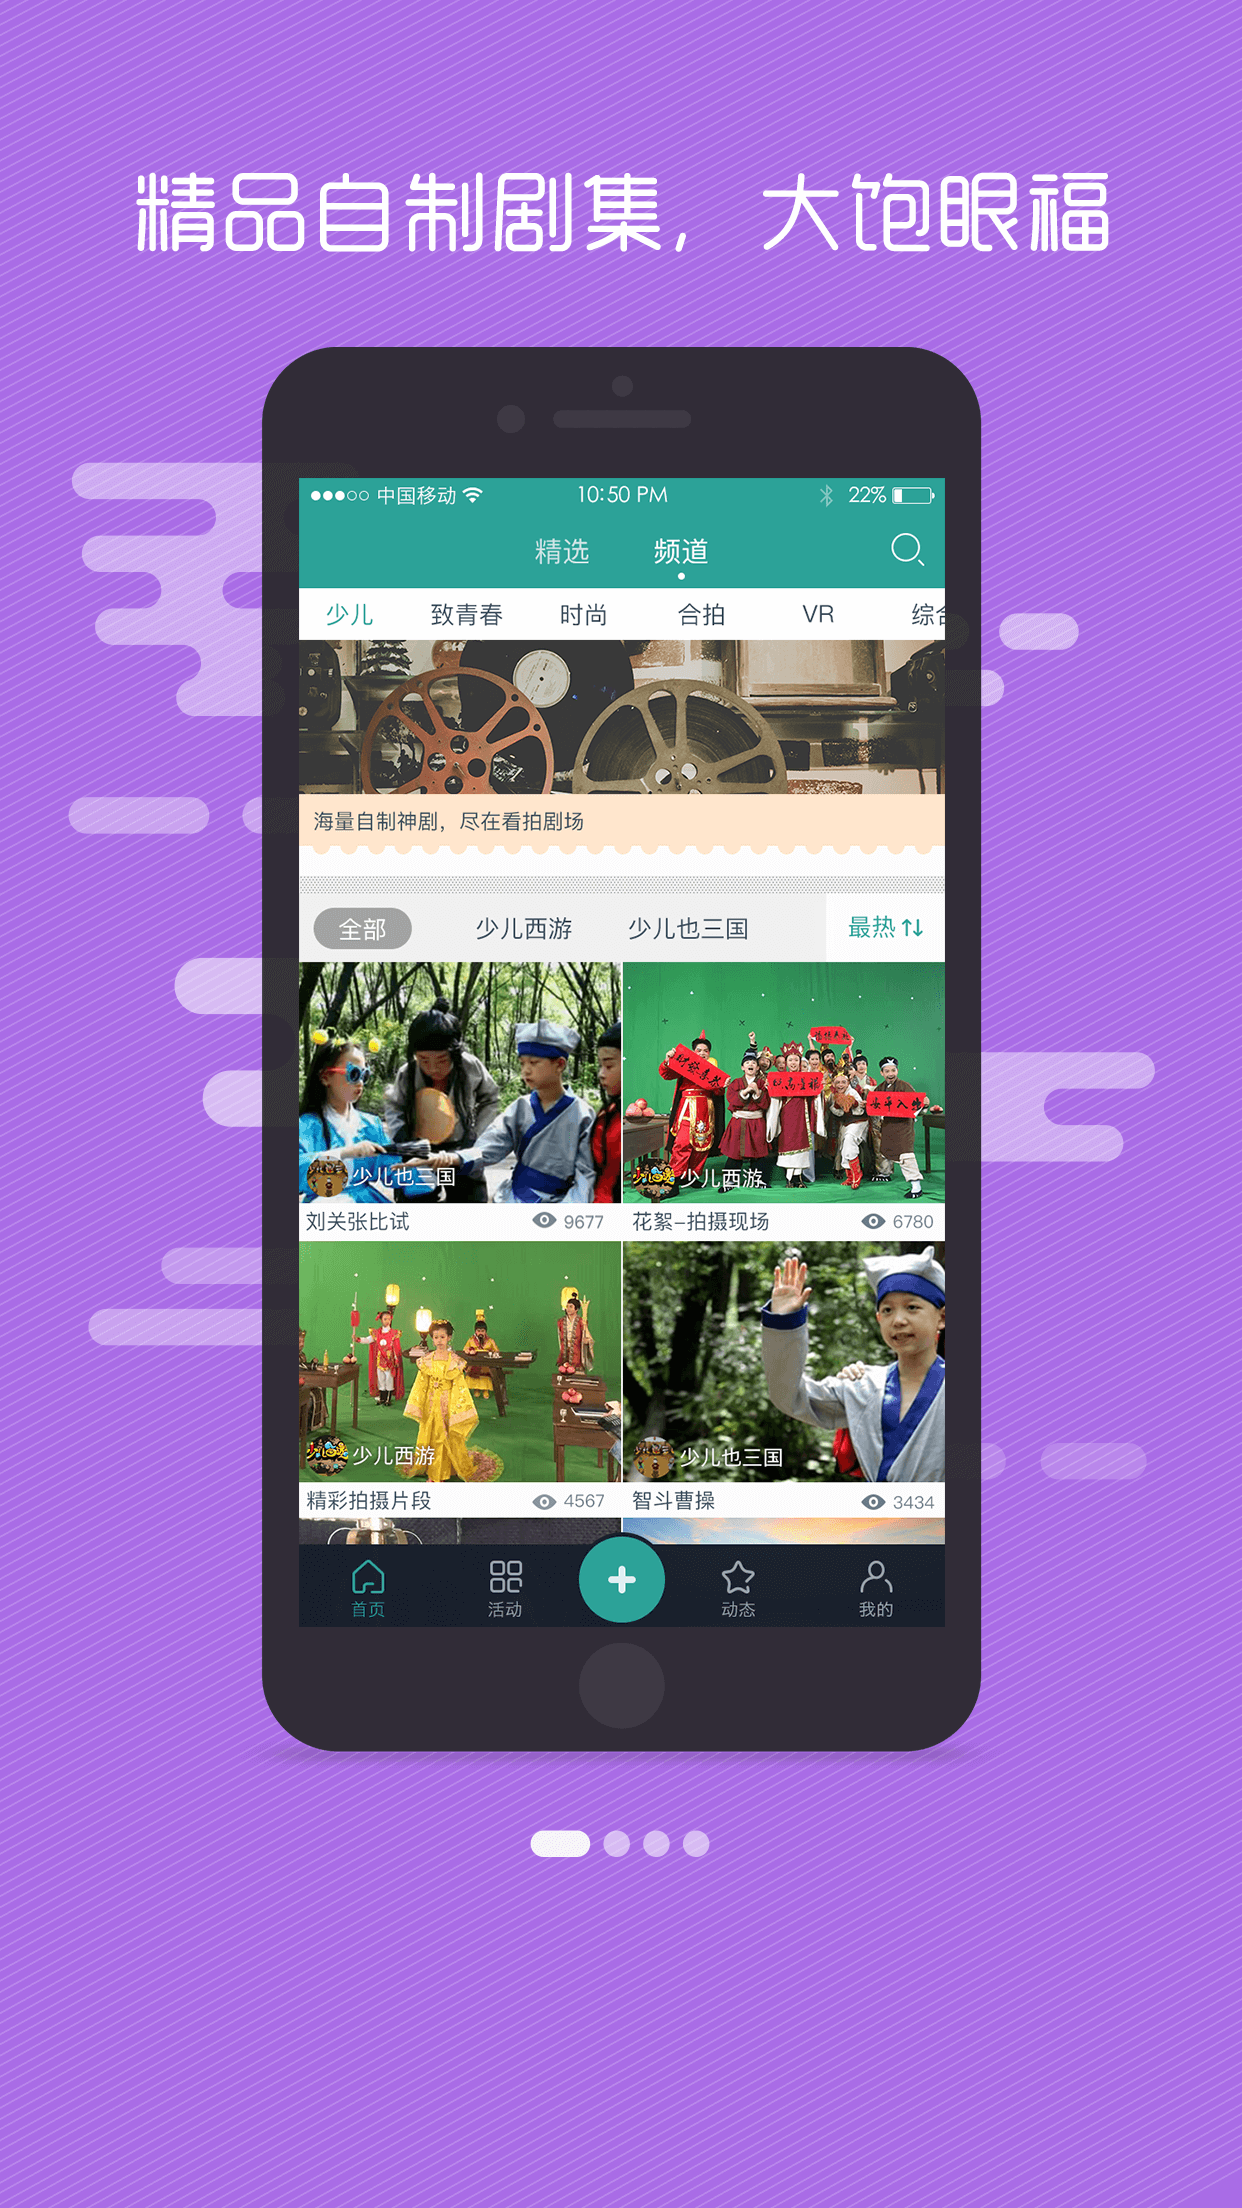 精品自制剧集，大饱眼福
中国移动 10:50 PM 22%
精选 频道
少儿 致青春 时尚 合拍 VR 综合
海量自制神剧，尽在看拍剧场
全部 少儿西游 少儿也三国 最热
少儿也三国 少儿西游
刘关张比试 9677 花絮-拍摄现场 6780
少儿西游 少儿也三国
精彩拍摄片段 4567 智斗曹操 3434
首页 活动 动态 我的